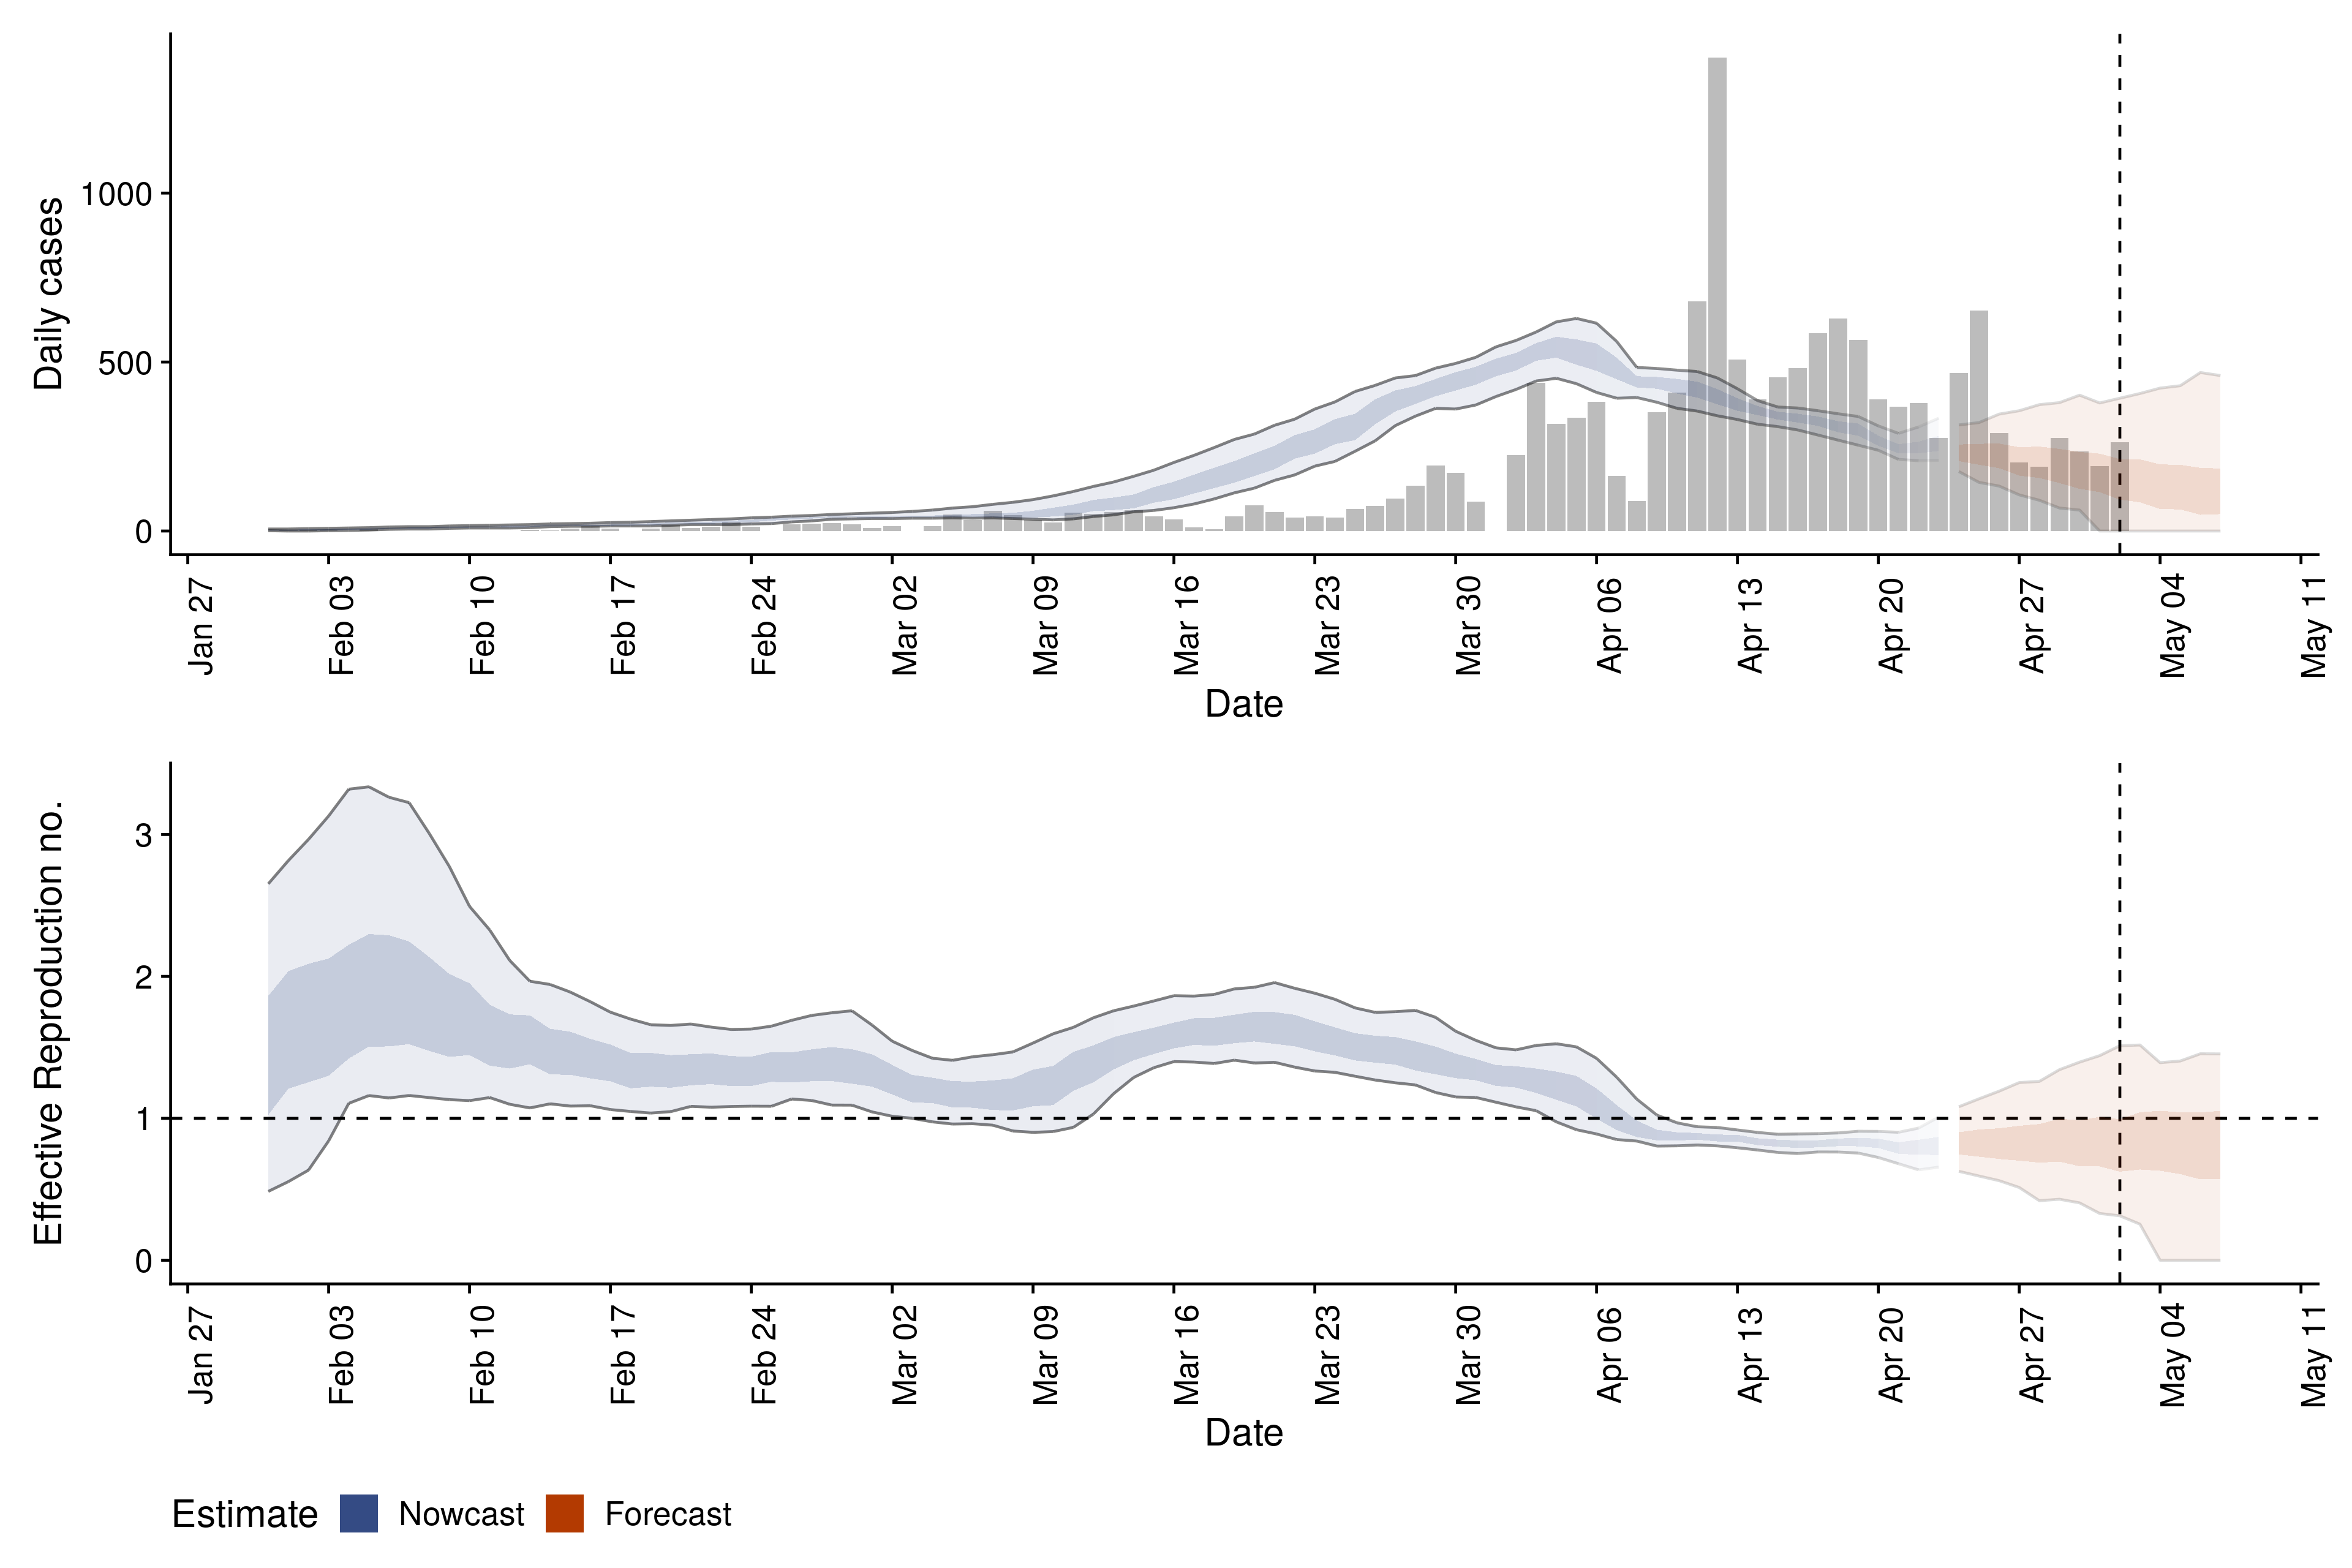 Daily cases
1000
500
0
Jan 27
Feb 03
Feb 10
Feb 17
Feb 24
Mar 02
Mar 09
Mar 16
Mar 23
Mar 30
Apr 06
Apr 13
Apr 20
Apr 27
May 04
May 11
Date
Effective Reproduction no.
3
2
1
0
Jan 27
Feb 03
Feb 10
Feb 17
Feb 24
Mar 02
Mar 09
Mar 16
Mar 23
Mar 30
Apr 06
Apr 13
Apr 20
Apr 27
May 04
May 11
Date
Estimate Nowcast Forecast